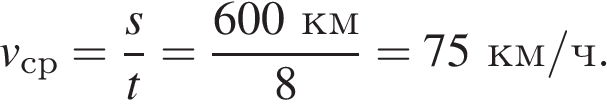 v_ср = s/t = 600 км/8 = 75 км/ч.